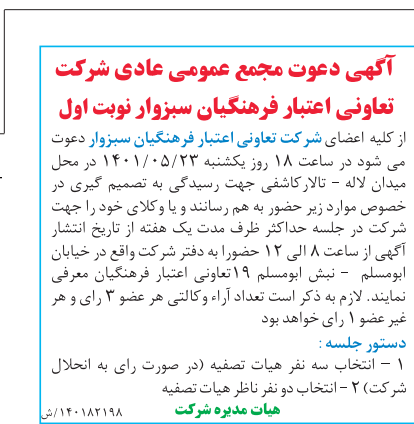 آگهی دعوت مجمع عمومی عادی شرکت
تعاونی اعتبار فرهنگیان سبزوار نوبت اول
از کلیه اعضای شرکت تعاونی اعتبار فرهنگیان سبزوار دعوت
می شود در ساعت ۱۸ روز یکشنبه ۱۴۰۱/۰۵/۲۳ در محل
میدان لاله - تالارکاشفی جهت رسیدگی به تصمیم گیری در
خصوص موارد زیر حضور به هم رسانند و یا وکلای خود را جهت
شرکت در جلسه حداکثر ظرف مدت یک هفته از تاریخ انتشار
آگهی از ساعت ۸ الی ۱۲ حضورا به دفتر شرکت واقع در خیابان
ابومسلم - نبش ابومسلم ۱۹تعاونی اعتبار فرهنگیان معرفی
نمایند. لازم به ذکر است تعداد آراء وکالتی هر عضو ۳ رای و هر
غیر عضو ۱ رای خواهد بود
دستور جلسه :
۱ – انتخاب سه نفر هیات تصفیه (در صورت رای به انحلال
شرکت) ۲ - انتخاب دو نفر ناظر هیات تصفیه
هیات مدیره شرکت
۱۴۰۱۸۲۱۹۸/ش